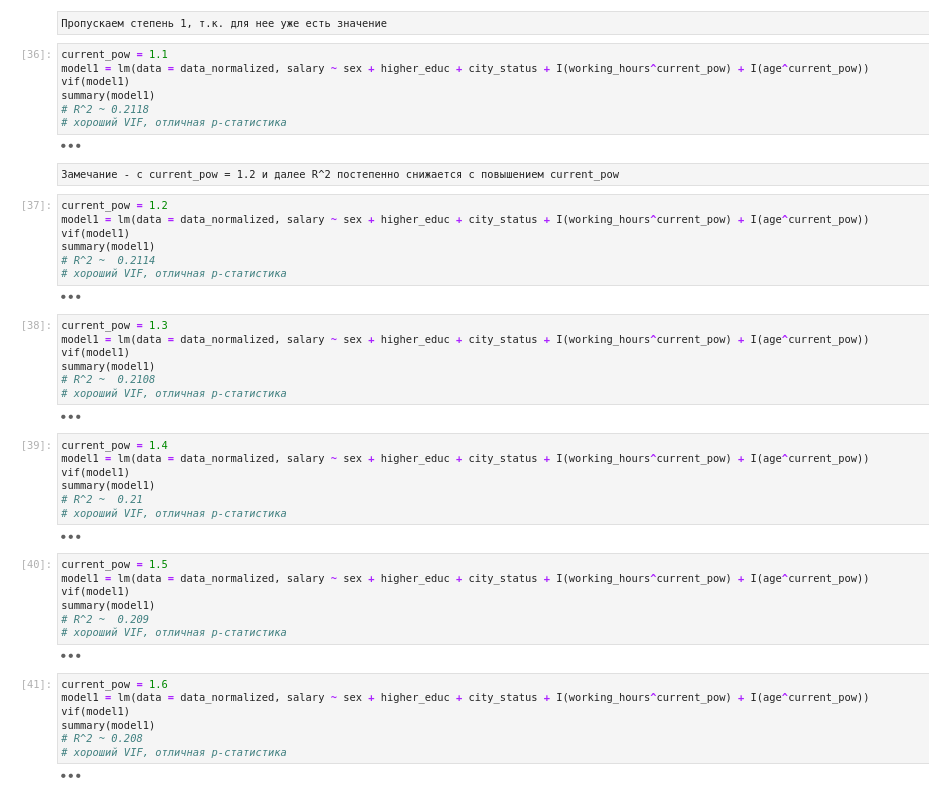 Пропускаем степень 1, т.к. для нее уже есть значение
[36]:
current_pow = 1.1
model1 = lm(data = data_normalized, salary ~ sex + higher_educ + city_status + I(working_hours^current_pow) + I(age^current_pow))
vif(model1)
summary(model1)
# R^2 ~ 0.2118
# хороший VIF, отличная p-статистика
•••
Замечание - с current_pow = 1.2 и далее R^2 постепенно снижается с повышением current_pow
[37]:
current_pow = 1.2
model1 = lm(data = data_normalized, salary ~ sex + higher_educ + city_status + I(working_hours^current_pow) + I(age^current_pow))
vif(model1)
summary(model1)
# R^2 ~  0.2114
# хороший VIF, отличная p-статистика
•••
[38]:
current_pow = 1.3
model1 = lm(data = data_normalized, salary ~ sex + higher_educ + city_status + I(working_hours^current_pow) + I(age^current_pow))
vif(model1)
summary(model1)
# R^2 ~  0.2108
# хороший VIF, отличная p-статистика
•••
[39]:
current_pow = 1.4
model1 = lm(data = data_normalized, salary ~ sex + higher_educ + city_status + I(working_hours^current_pow) + I(age^current_pow))
vif(model1)
summary(model1)
# R^2 ~  0.21
# хороший VIF, отличная p-статистика
•••
[40]:
current_pow = 1.5
model1 = lm(data = data_normalized, salary ~ sex + higher_educ + city_status + I(working_hours^current_pow) + I(age^current_pow))
vif(model1)
summary(model1)
# R^2 ~  0.209
# хороший VIF, отличная p-статистика
•••
[41]:
current_pow = 1.6
model1 = lm(data = data_normalized, salary ~ sex + higher_educ + city_status + I(working_hours^current_pow) + I(age^current_pow))
vif(model1)
summary(model1)
# R^2 ~ 0.208
# хороший VIF, отличная p-статистика
•••